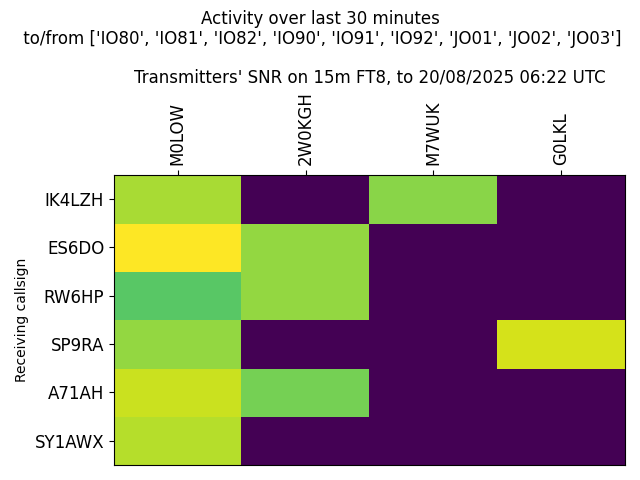 Activity over last 30 minutes
to/from ['IO80', 'IO81', 'IO82', 'IO90', 'IO91', 'IO92', 'JO01', 'JO02', 'JO03']
Transmitters' SNR on 15m FT8, to 20/08/2025 06:22 UTC
M0LOW
2W0KGH
M7WUK
G0LKL
Receiving callsign
IK4LZH
ES6DO
RW6HP
SP9RA
A71AH
SY1AWX